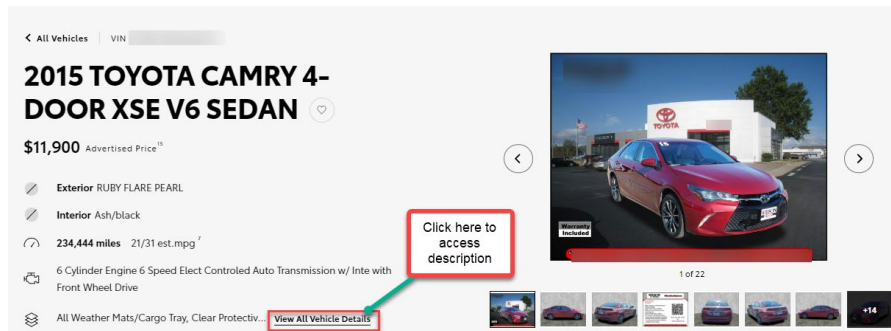 All Vehicles
VIN
2015 TOYOTA CAMRY 4-
DOOR XSE V6 SEDAN
$11,900 Advertised Price15
Exterior RUBY FLARE PEARL
Interior Ash/black
234,444 miles 21/31 est.mpg 7
6 Cylinder Engine 6 Speed Elect Controled Auto Transmission w/ Inte with
Front Wheel Drive
All Weather Mats/Cargo Tray, Clear Protectiv... View All Vehicle Details
Click here to
access
description
TOYOTA
Warranty
Included
1 of 22
+14